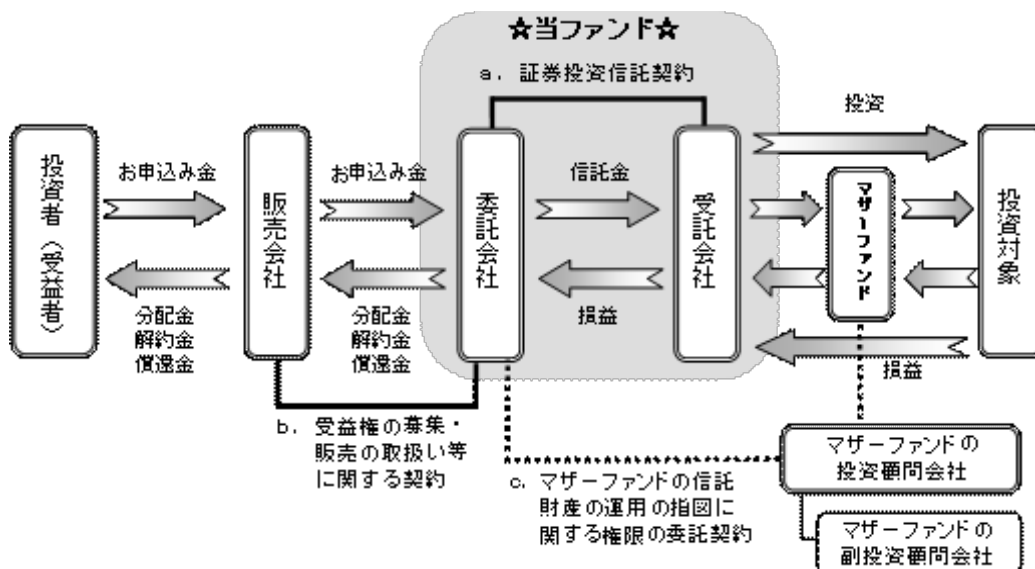 ★当ファンド★
a. 証券投資信託契約
投資
投資者（受益者）
お申込み金
分配金
解約金
償還金
販売会社
お申込み金
分配金
解約金
償還金
委託会社
信託金
損益
受託会社
マザーファンド
投資対象
損益
b. 受益権の募集・
販売の取扱い等
に関する契約
c. マザーファンドの信託
財産の運用の指図に
関する権限の委託契約
マザーファンドの
投資顧問会社
マザーファンドの
副投資顧問会社